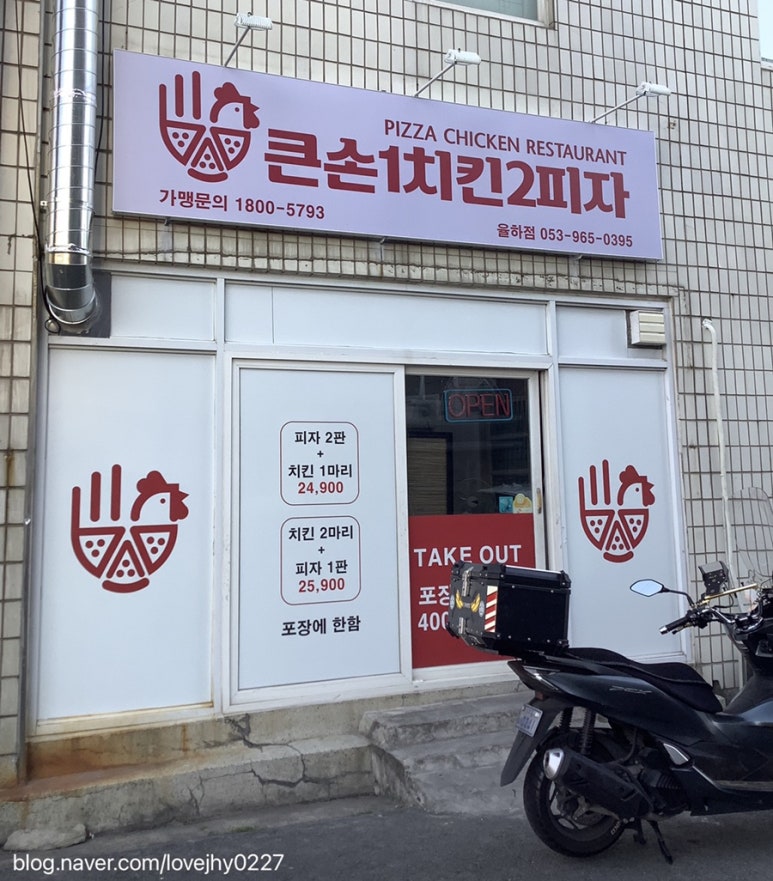 PIZZA CHICKEN RESTAURANT
큰손1치킨2피자
가맹문의 1800-5793
율하점 053-965-0395
OPEN
피자 2판
+
치킨 1마리
24,900
치킨 2마리
+
피자 1판
25,900
포장에 한함
TAKE OUT
포장
400
blog.naver.com/lovejhy0227